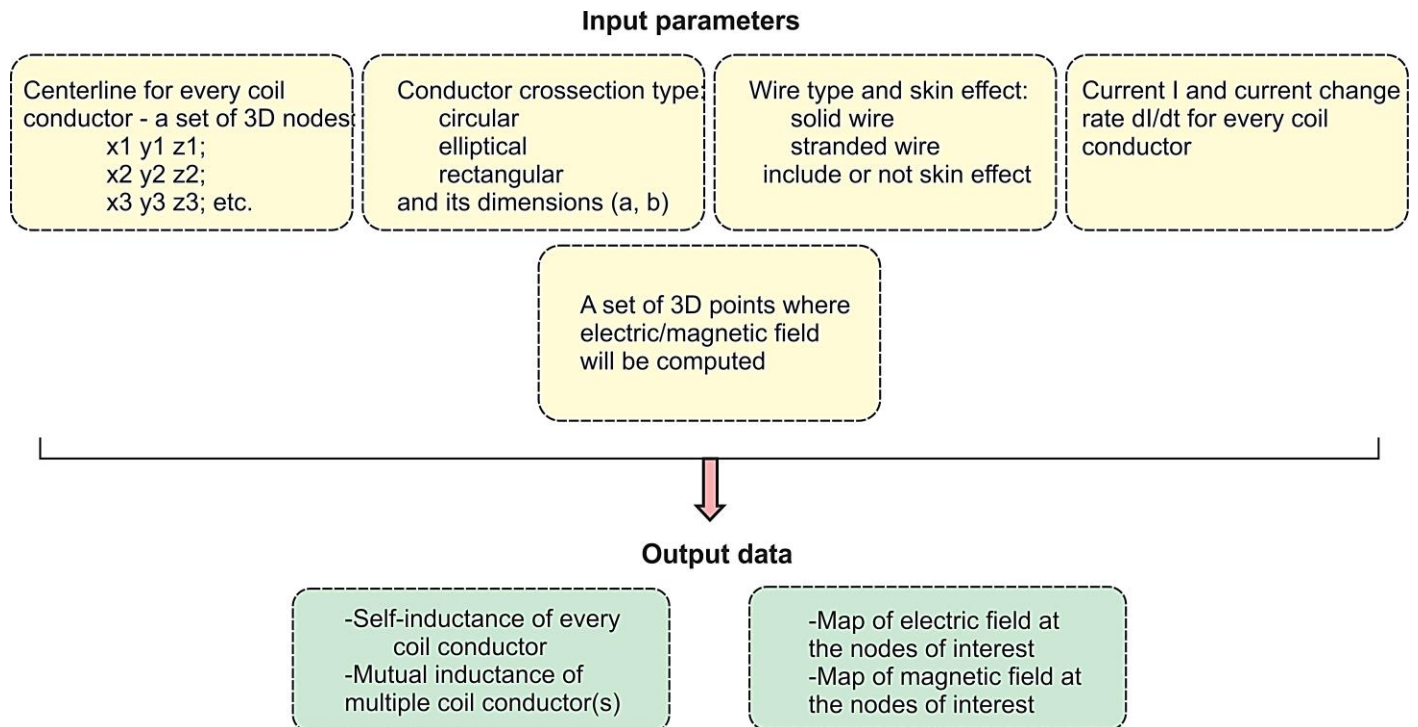 Input parameters
Centerline for every coil
conductor - a set of 3D nodes:
x1 y1 z1;
x2 y2 z2;
x3 y3 z3; etc.
Conductor crossection type:
circular
elliptical
rectangular
and its dimensions (a, b)
Wire type and skin effect:
solid wire
stranded wire
include or not skin effect
Current I and current change
rate dI/dt for every coil
conductor
A set of 3D points where
electric/magnetic field
will be computed
Output data
-Self-inductance of every
coil conductor
-Mutual inductance of
multiple coil conductor(s)
-Map of electric field at
the nodes of interest
-Map of magnetic field at
the nodes of interest